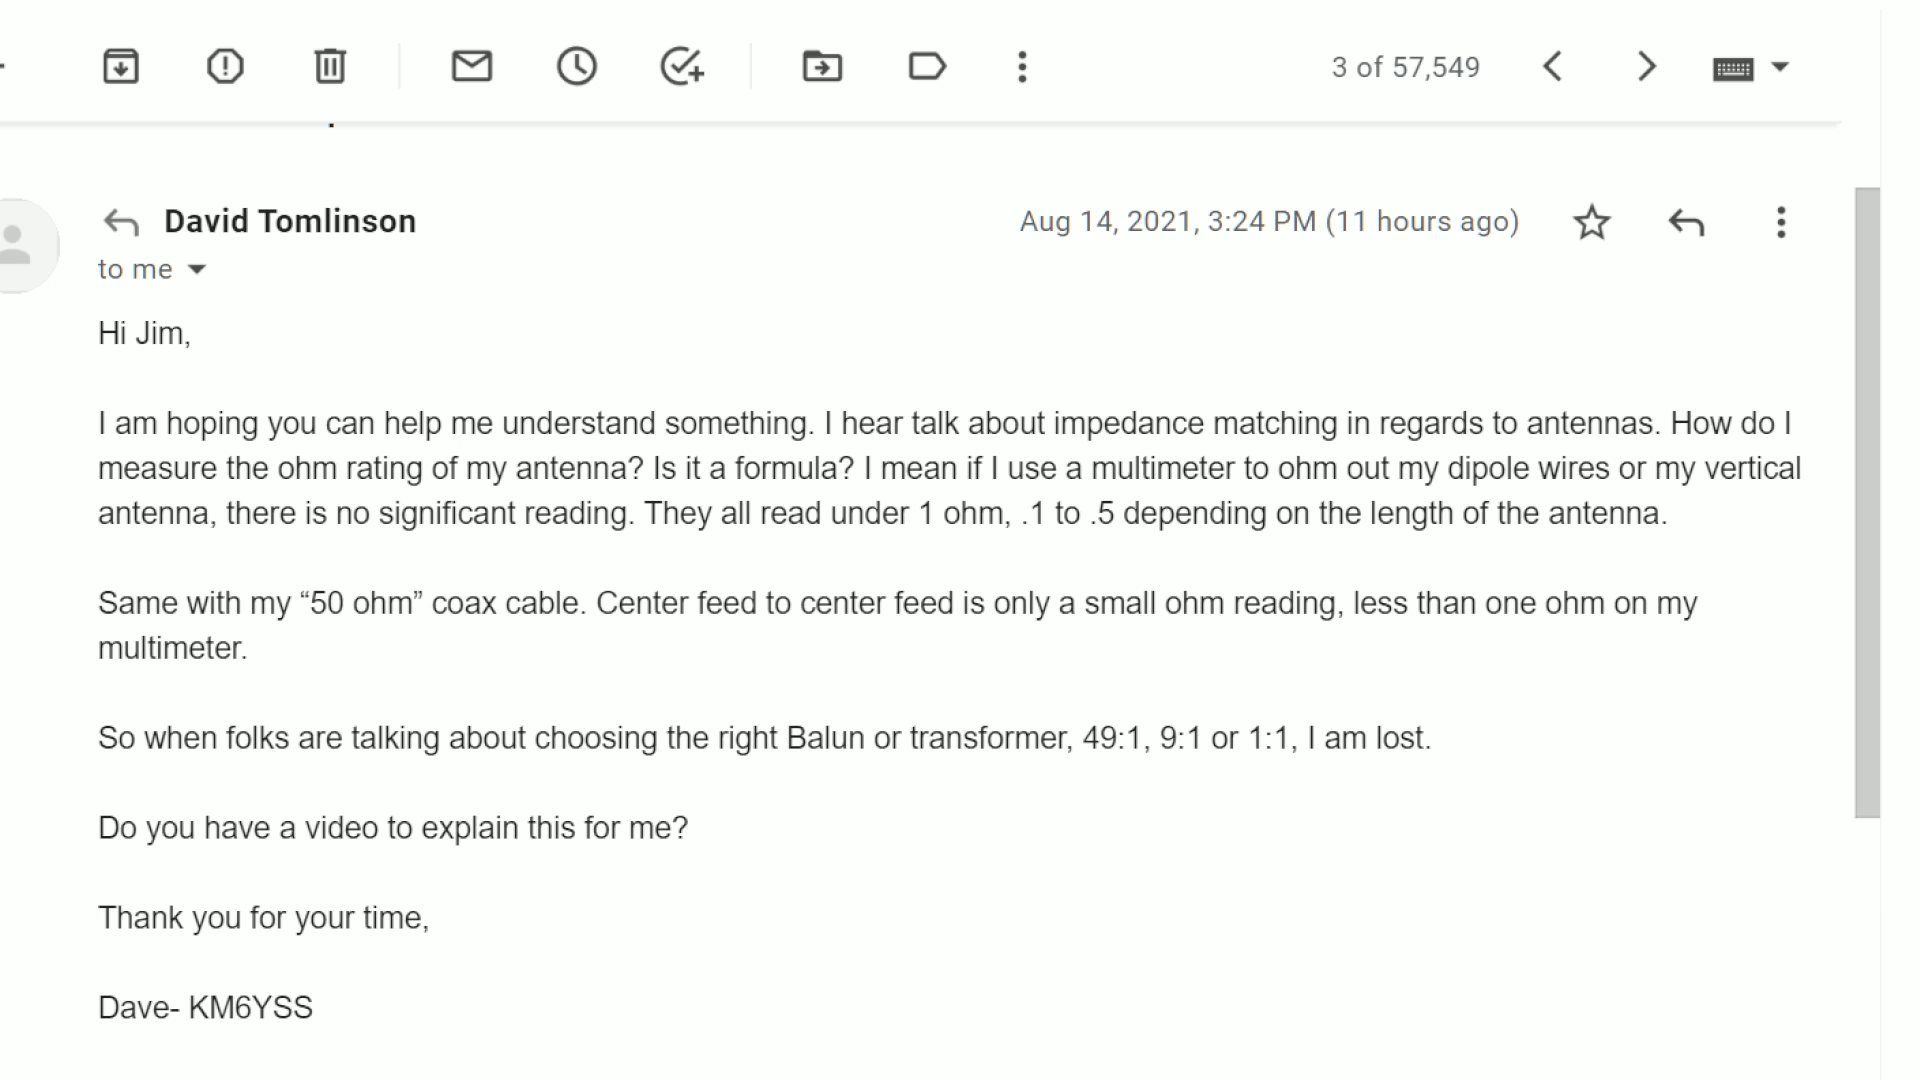 3 of 57,549
David Tomlinson
Aug 14, 2021, 3:24 PM (11 hours ago)
to me
Hi Jim,
I am hoping you can help me understand something. I hear talk about impedance matching in regards to antennas. How do I
measure the ohm rating of my antenna? Is it a formula? I mean if I use a multimeter to ohm out my dipole wires or my vertical
antenna, there is no significant reading. They all read under 1 ohm, .1 to .5 depending on the length of the antenna.
Same with my “50 ohm” coax cable. Center feed to center feed is only a small ohm reading, less than one ohm on my
multimeter.
So when folks are talking about choosing the right Balun or transformer, 49:1, 9:1 or 1:1, I am lost.
Do you have a video to explain this for me?
Thank you for your time,
Dave- KM6YSS